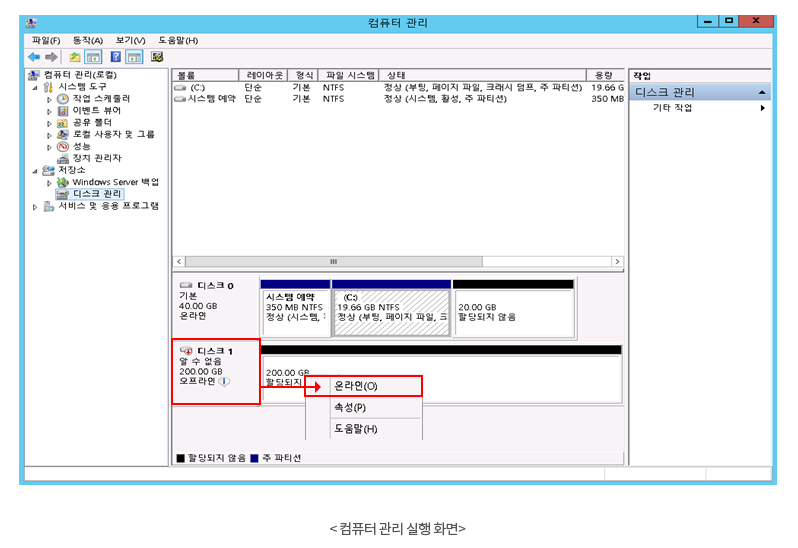 컴퓨터 관리
파일(F) 동작(A) 보기(V) 도움말(H)
컴퓨터 관리(로컬)
시스템 도구
작업 스케줄러
이벤트 뷰어
공유 폴더
로컬 사용자 및 그룹
성능
장치 관리자
저장소
Windows Server 백업
디스크 관리
서비스 및 응용 프로그램
볼륨 레이아웃 형식 파일 시스템 상태 용량
(C:) 단순 기본 NTFS 정상 (부팅, 페이지 파일, 크래시 덤프, 주 파티션) 19.66 G
시스템 예약 단순 기본 NTFS 정상 (시스템, 활성, 주 파티션) 350 MB
작업
디스크 관리
기타 작업
디스크 0
기본
40.00 GB
온라인
시스템 예약
350 MB NTFS
정상 (시스템,
(C:)
19.66 GB NTFS
정상 (부팅, 페이지 파일, 크
20.00 GB
할당되지 않음
디스크 1
알 수 없음
200.00 GB
오프라인
200.00 GB
할당되지
온라인(O)
속성(P)
도움말(H)
할당되지 않음 주 파티션
<컴퓨터 관리 실행 화면>